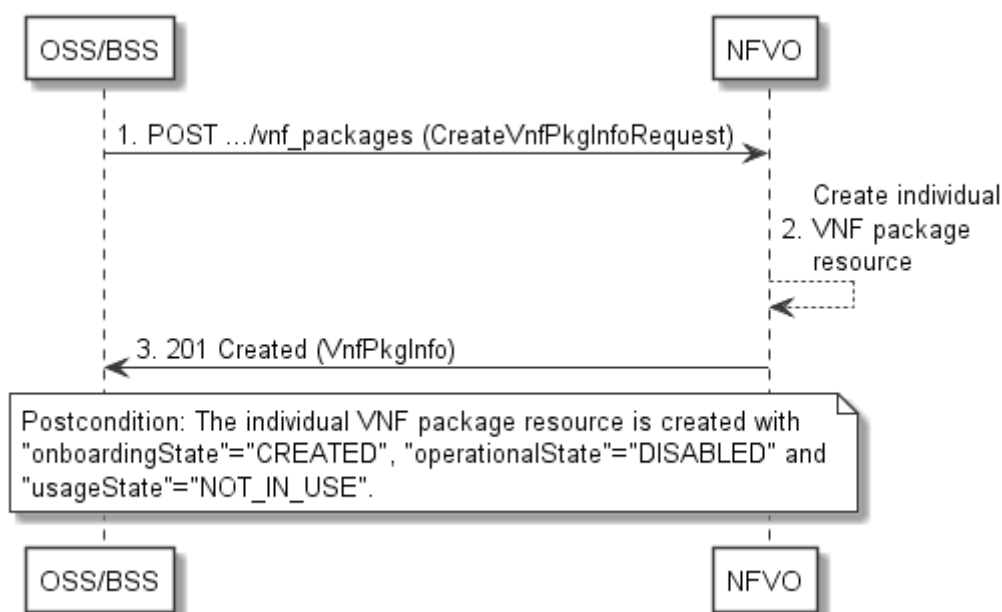 OSS/BSS
NFVO
1. POST .../vnf_packages (CreateVnfPkgInfoRequest)
Create individual
2. VNF package
resource
3. 201 Created (VnfPkgInfo)
Postcondition: The individual VNF package resource is created with
"onboardingState"="CREATED", "operationalState"="DISABLED" and
"usageState"="NOT_IN_USE".
OSS/BSS
NFVO